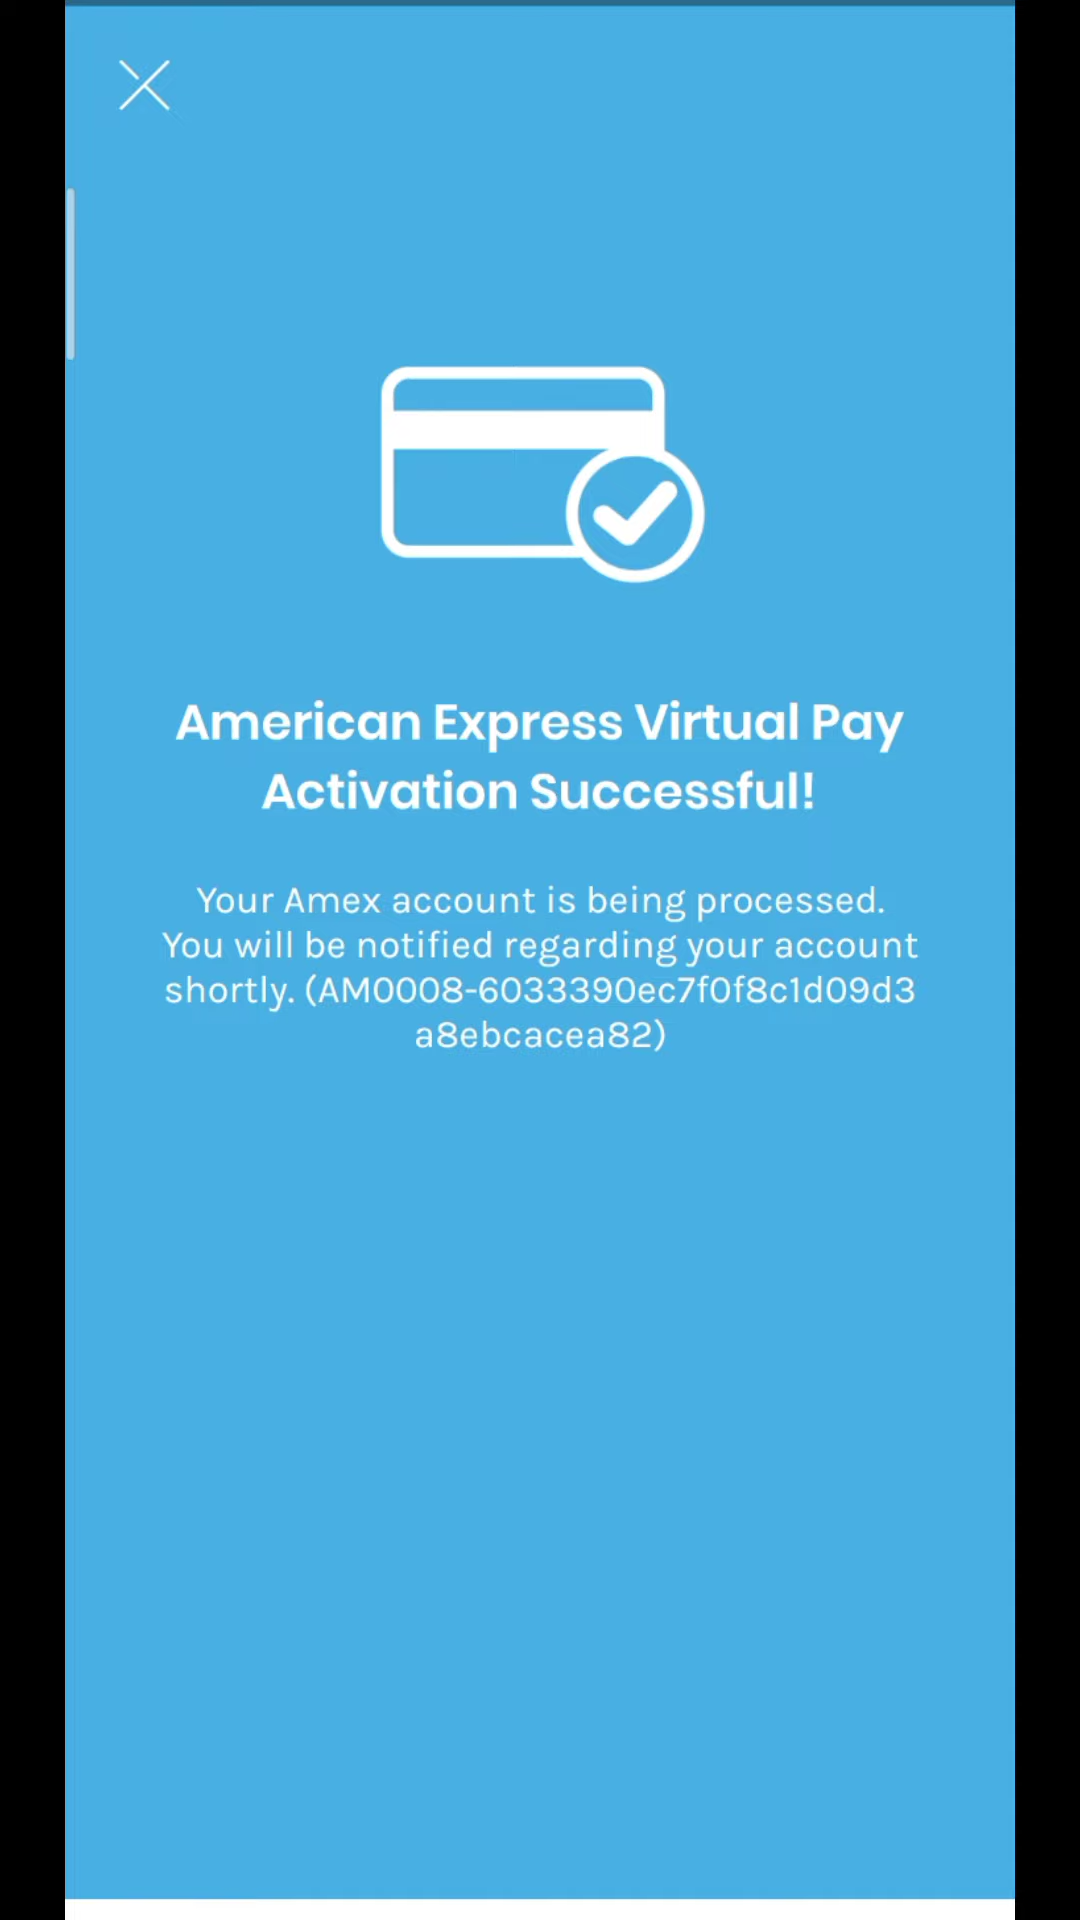 American Express Virtual Pay
Activation Successful!
Your Amex account is being processed.
You will be notified regarding your account
shortly. (AM0008-6033390ec7f0f8c1d09d3
a8ebcacea82)